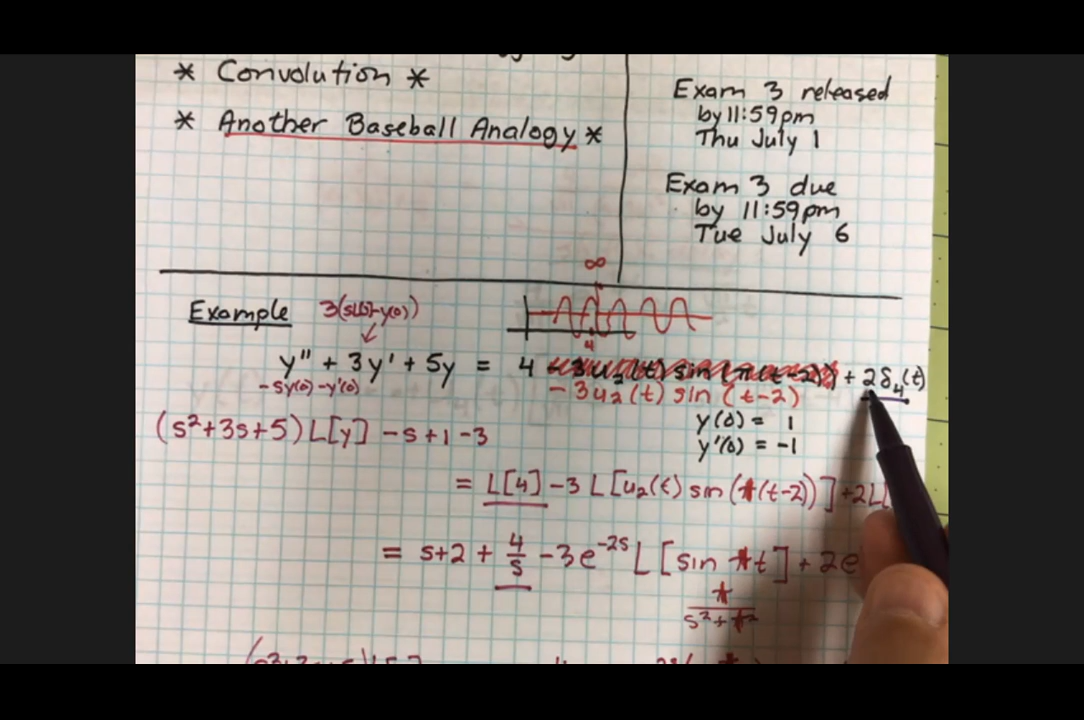 * Convolution *
* Another Baseball Analogy *
Exam 3 released
by 11:59pm
Thu July 1
Exam 3 due
by 11:59pm
Tue July 6
∞
4
Example 3(sL[]-y(0))
y" + 3y' + 5y = 4 + 2δ₄(t)
- 3u₂(t) sin (t-2)
-sy(0) -y'(0)
y(0) = 1
y'(0) = -1
(s²+3s+5) L[y] - s + 1 - 3
= L[4] - 3 L[u₂(t) sin ((t-2))] + 2L[
= s+2 + 4/s - 3e⁻²ˢ L[sin t] + 2e
s²+